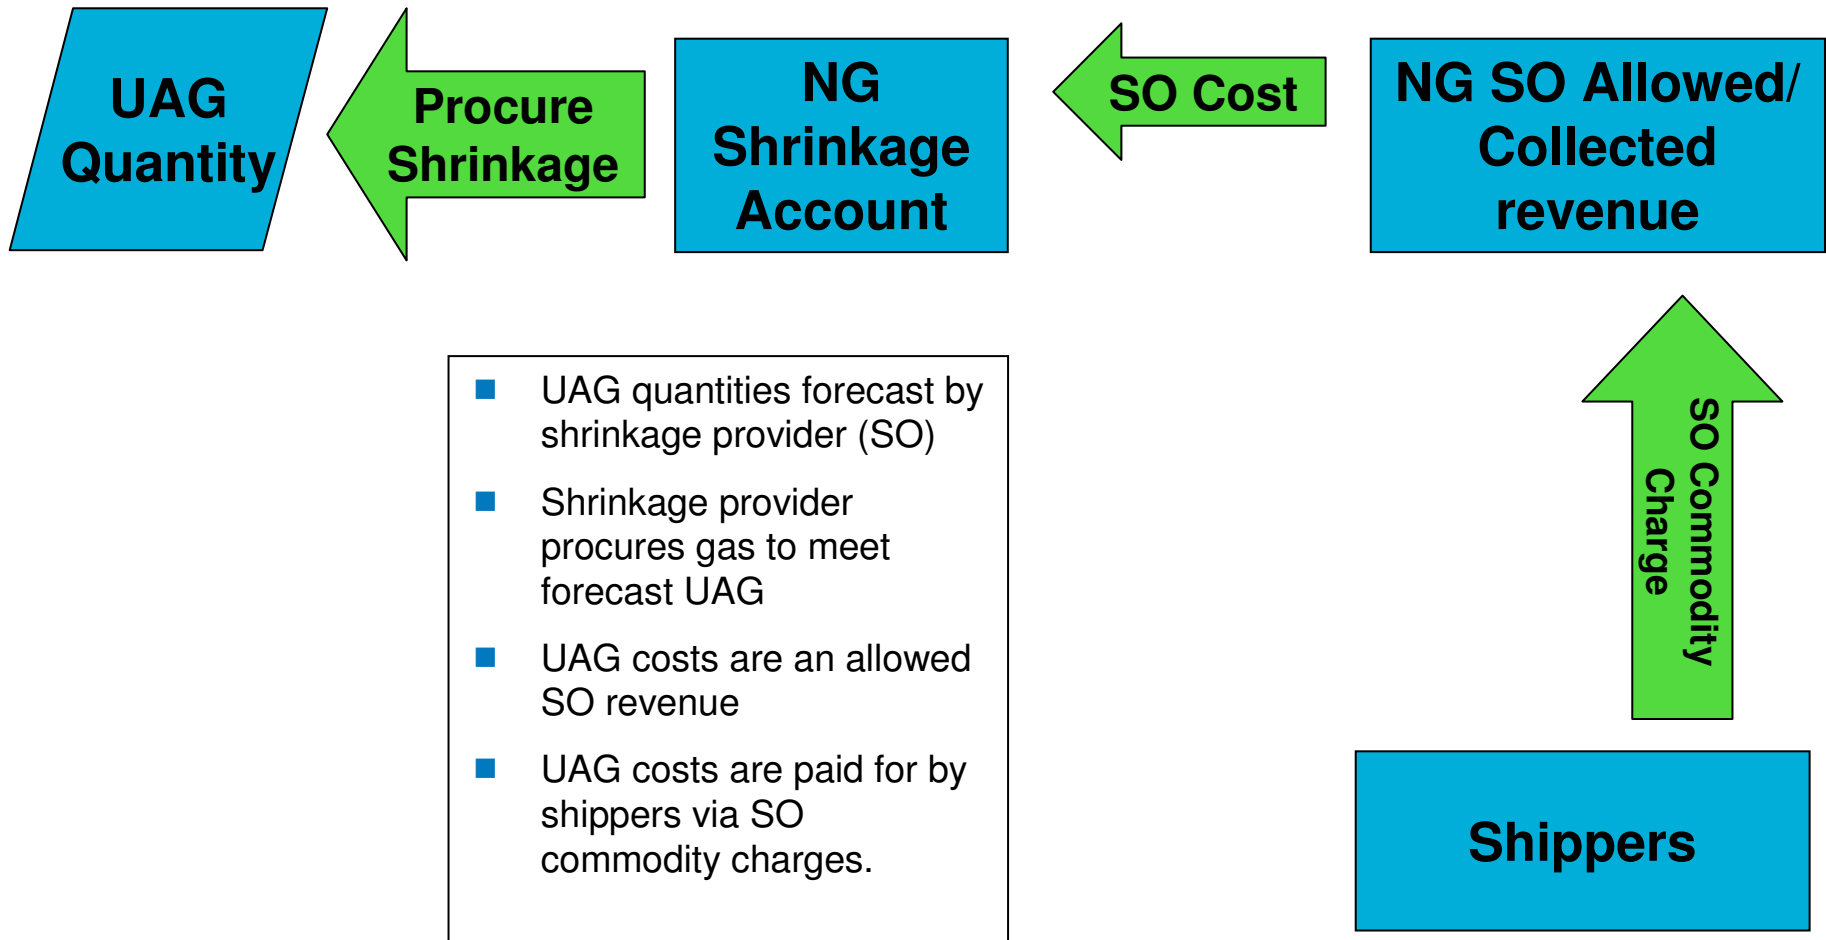 UAG
Quantity
Procure
Shrinkage
NG
Shrinkage
Account
SO Cost
NG SO Allowed/
Collected
revenue
UAG quantities forecast by
shrinkage provider (SO)
Shrinkage provider
procures gas to meet
forecast UAG
UAG costs are an allowed
SO revenue
UAG costs are paid for by
shippers via SO
commodity charges.
SO Commodity
Charge
Shippers